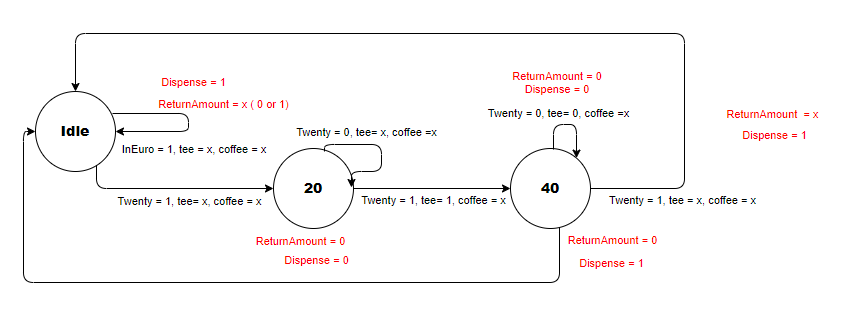 ReturnAmount = 0
Dispense = 0
Dispense = 1
ReturnAmount = x ( 0 or 1)
Twenty = 0, tee= 0, coffee =x
ReturnAmount = x
Dispense = 1
Idle
Twenty = 0, tee= x, coffee =x
InEuro = 1, tee = x, coffee = x
20
40
Twenty = 1, tee= x, coffee = x
Twenty = 1, tee= 1, coffee = x
Twenty = 1, tee = x, coffee = x
ReturnAmount = 0
Dispense = 0
ReturnAmount = 0
Dispense = 1